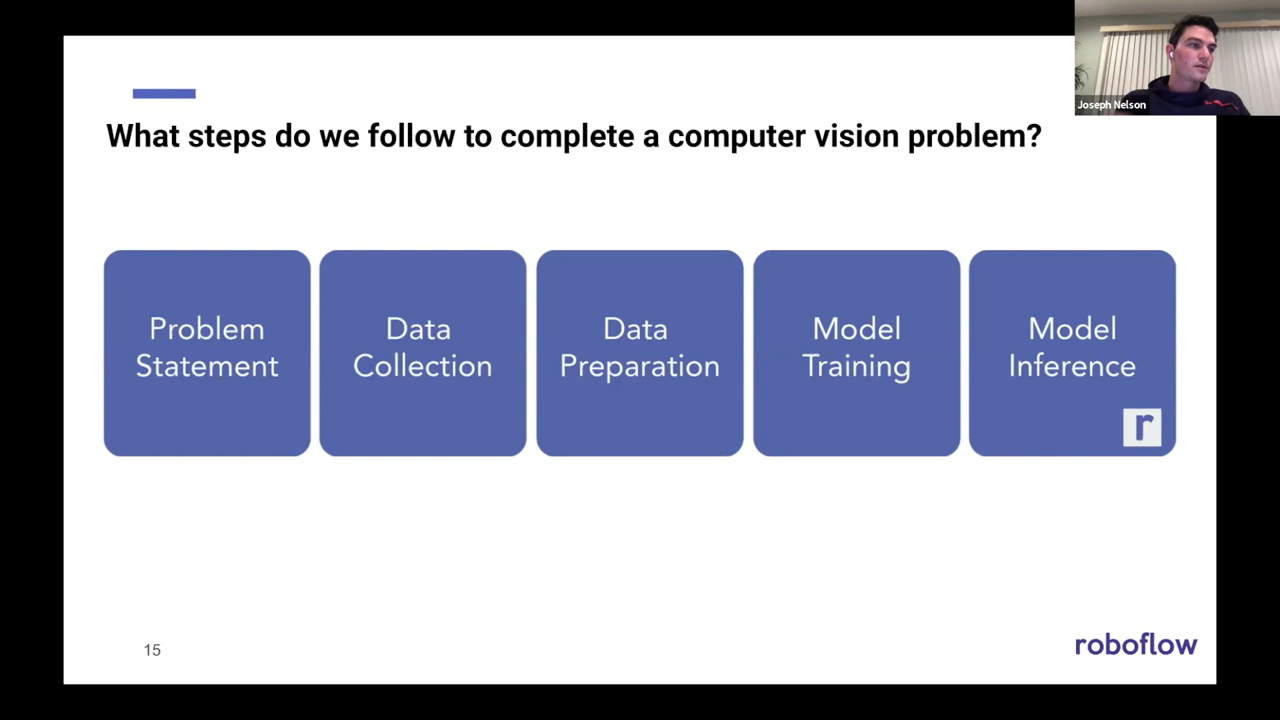 Joseph Nelson
What steps do we follow to complete a computer vision problem?
Problem
Statement
Data
Collection
Data
Preparation
Model
Training
Model
Inference
r
15
roboflow